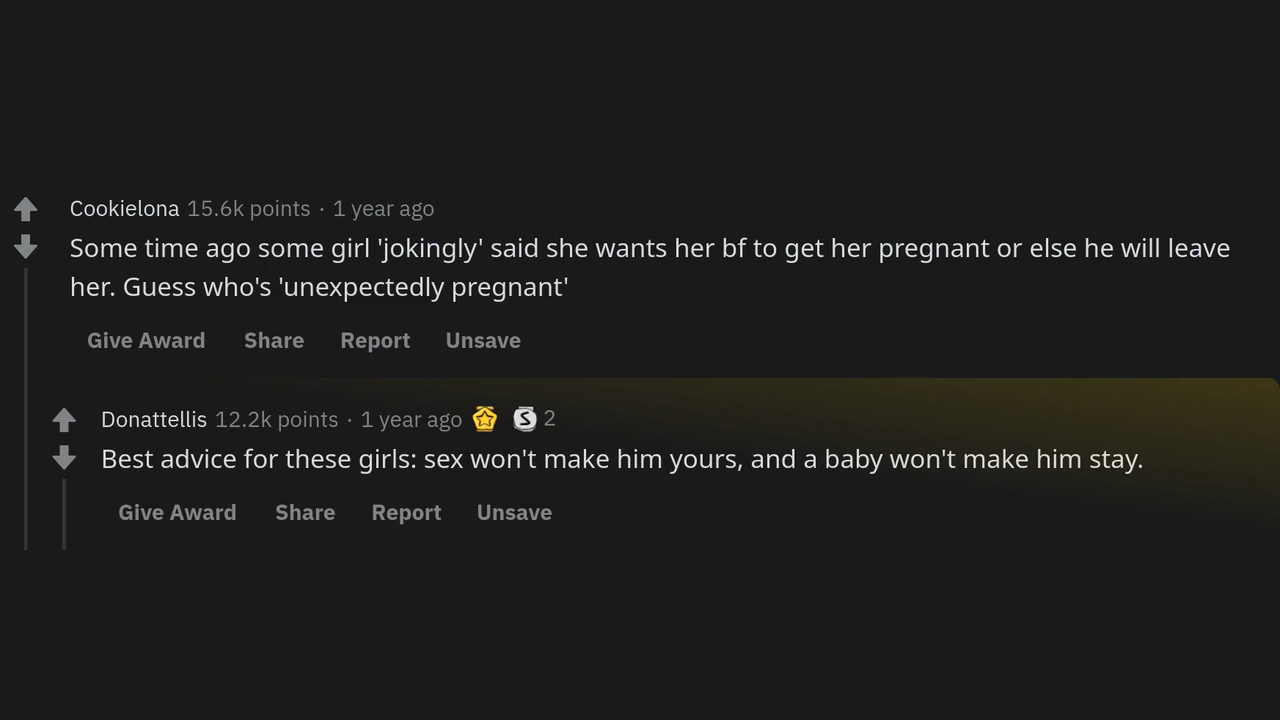 Cookielona 15.6k points · 1 year ago
Some time ago some girl 'jokingly' said she wants her bf to get her pregnant or else he will leave
her. Guess who's 'unexpectedly pregnant'
Give Award Share Report Unsave
Donattellis 12.2k points · 1 year ago S 2
Best advice for these girls: sex won't make him yours, and a baby won't make him stay.
Give Award Share Report Unsave